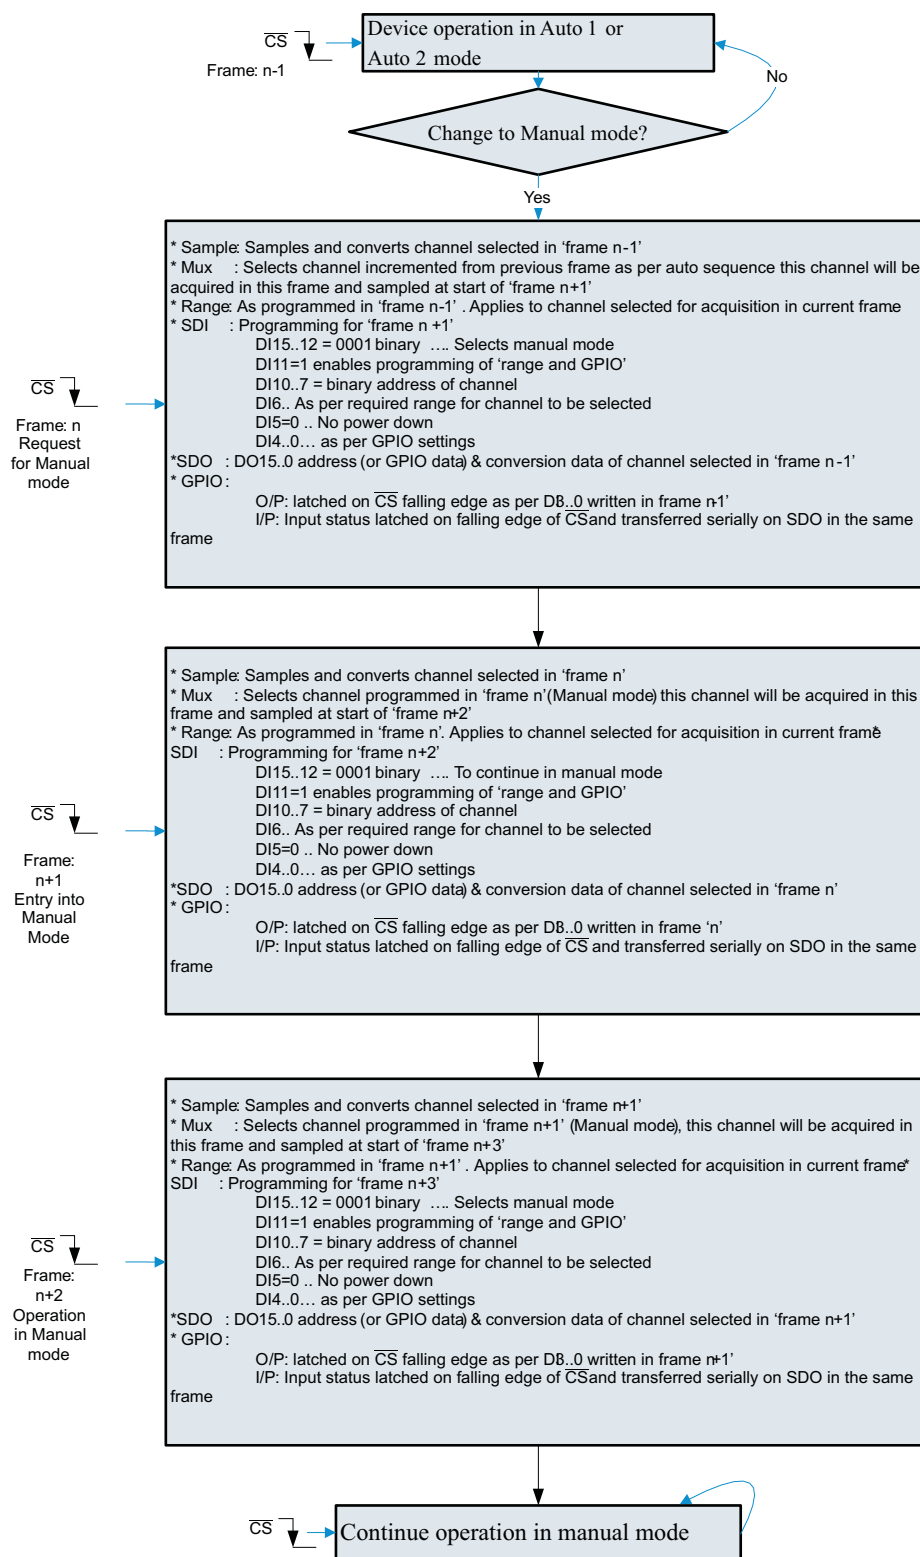 Device operation in Auto 1 or
Auto 2 mode
CS
Frame: n-1
No
Change to Manual mode?
Yes
* Sample: Samples and converts channel selected in ‘frame n-1’
* Mux : Selects channel incremented from previous frame as per auto sequence this channel will be
acquired in this frame and sampled at start of ‘frame n+1’
* Range: As programmed in ‘frame n-1’ . Applies to channel selected for acquisition in current frame
* SDI : Programming for ‘frame n +1’
DI15..12 = 0001 binary …. Selects manual mode
DI11=1 enables programming of ‘range and GPIO’
DI10..7 = binary address of channel
DI6.. As per required range for channel to be selected
DI5=0 .. No power down
DI4..0… as per GPIO settings
*SDO : DO15..0 address (or GPIO data) & conversion data of channel selected in ‘frame n-1’
* GPIO :
O/P: latched on CS falling edge as per DB..0 written in frame n-1’
I/P: Input status latched on falling edge of CS and transferred serially on SDO in the same
frame
CS
Frame: n
Request
for Manual
mode
* Sample: Samples and converts channel selected in ‘frame n’
* Mux : Selects channel programmed in ‘frame n’(Manual mode) this channel will be acquired in this
frame and sampled at start of ‘frame n+2’
* Range: As programmed in ‘frame n’. Applies to channel selected for acquisition in current frame*
SDI : Programming for ‘frame n+2’
DI15..12 = 0001 binary …. To continue in manual mode
DI11=1 enables programming of ‘range and GPIO’
DI10..7 = binary address of channel
DI6.. As per required range for channel to be selected
DI5=0 .. No power down
DI4..0… as per GPIO settings
*SDO : DO15..0 address (or GPIO data) & conversion data of channel selected in ‘frame n’
* GPIO :
O/P: latched on CS falling edge as per DB..0 written in frame ‘n’
I/P: Input status latched on falling edge of CS and transferred serially on SDO in the same
frame
CS
Frame:
n+1
Entry into
Manual
Mode
* Sample: Samples and converts channel selected in ‘frame n+1’
* Mux : Selects channel programmed in ‘frame n+1’ (Manual mode), this channel will be acquired in
this frame and sampled at start of ‘frame n+3’
* Range: As programmed in ‘frame n+1’ . Applies to channel selected for acquisition in current frame*
SDI : Programming for ‘frame n+3’
DI15..12 = 0001 binary …. Selects manual mode
DI11=1 enables programming of ‘range and GPIO’
DI10..7 = binary address of channel
DI6.. As per required range for channel to be selected
DI5=0 .. No power down
DI4..0… as per GPIO settings
*SDO : DO15..0 address (or GPIO data) & conversion data of channel selected in ‘frame n+1’
* GPIO :
O/P: latched on CS falling edge as per DB..0 written in frame n+1’
I/P: Input status latched on falling edge of CS and transferred serially on SDO in the same
frame
CS
Frame:
n+2
Operation
in Manual
mode
CS
Continue operation in manual mode